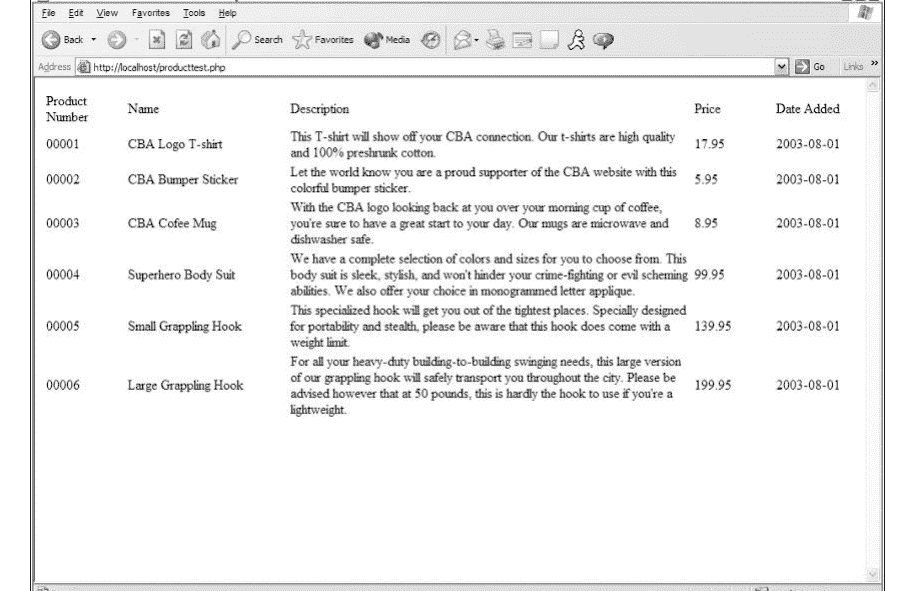 File Edit View Favorites Tools Help
Back Search Favorites Media
Address http://localhost/producttest.php Go Links »
Product
Number Name Description Price Date Added
00001 CBA Logo T-shirt This T-shirt will show off your CBA connection. Our t-shirts are high quality
and 100% preshrunk cotton. 17.95 2003-08-01
00002 CBA Bumper Sticker Let the world know you are a proud supporter of the CBA website with this
colorful bumper sticker. 5.95 2003-08-01
With the CBA logo looking back at you over your morning cup of coffee,
00003 CBA Cofee Mug you're sure to have a great start to your day. Our mugs are microwave and 8.95 2003-08-01
dishwasher safe.
We have a complete selection of colors and sizes for you to choose from. This
00004 Superhero Body Suit body suit is sleek, stylish, and won't hinder your crime-fighting or evil scheming 99.95 2003-08-01
abilities. We also offer your choice in monogrammed letter applique.
This specialized hook will get you out of the tightest places. Specially designed
00005 Small Grappling Hook for portability and stealth, please be aware that this hook does come with a 139.95 2003-08-01
weight limit.
For all your heavy-duty building-to-building swinging needs, this large version
00006 Large Grappling Hook of our grappling hook will safely transport you throughout the city. Please be 199.95 2003-08-01
advised however that at 50 pounds, this is hardly the hook to use if you're a
lightweight.